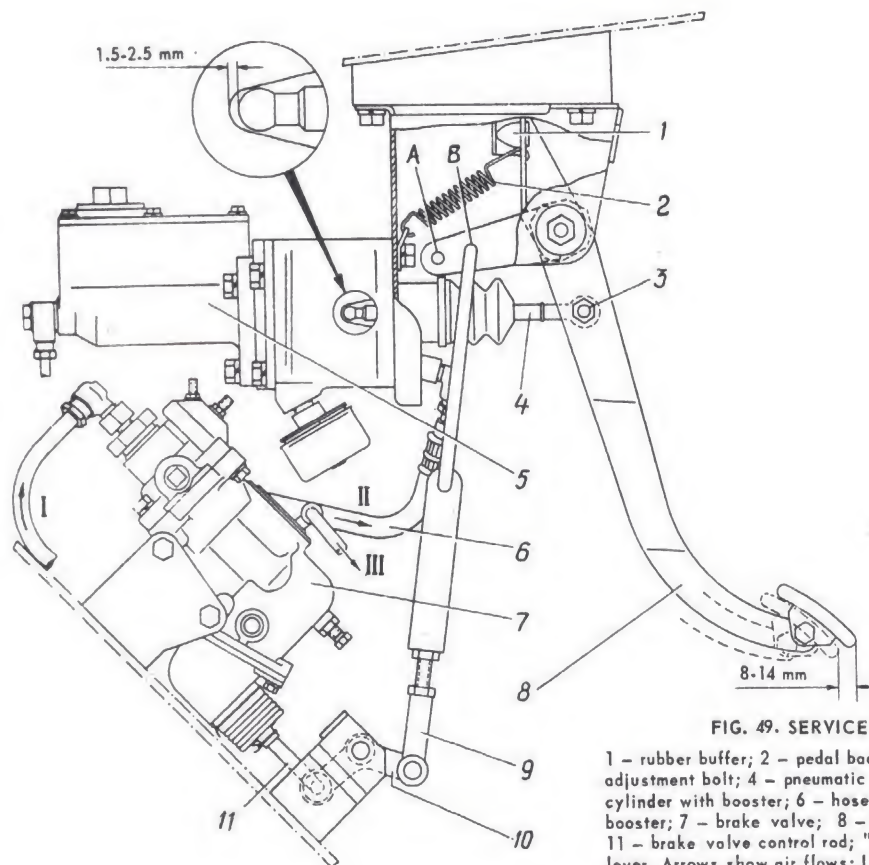 1.5-2.5 mm
A
B
1
2
3
4
5
I
II
6
III
7
8
8-14 mm
9
11
10
FIG. 49. SERVICE
1 – rubber buffer; 2 – pedal bac
adjustment bolt; 4 – pneumatic
cylinder with booster; 6 – hose
booster; 7 – brake valve; 8 –
11 – brake valve control rod; "
lever. Arrows show air flows: I